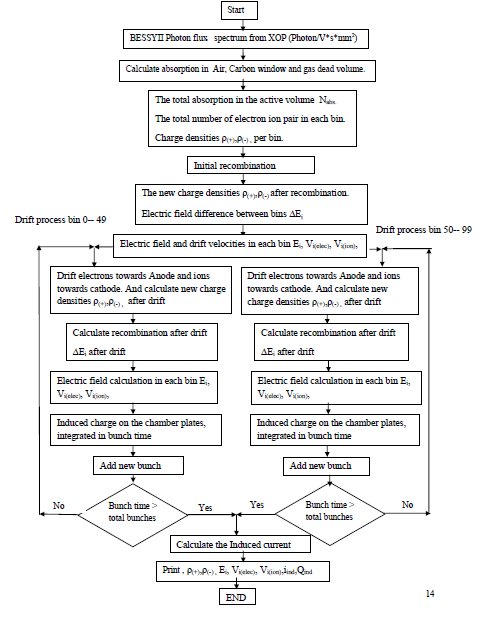 Start
BESSYII Photon flux spectrum from XOP (Photon/V*s*mm²)
Calculate absorption in Air, Carbon window and gas dead volume.
The total absorption in the active volume Nabs.
The total number of electron ion pair in each bin.
Charge densities ρ(+),ρ(-), per bin.
Initial recombination
The new charge densities ρ(+),ρ(-) after recombination.
Electric field difference between bins ΔEi
Drift process bin 0-- 49
Drift process bin 50-- 99
Electric field and drift velocities in each bin Ei, Vi(elec), Vi(ion),
Drift electrons towards Anode and ions
towards cathode. And calculate new charge
densities ρ(+),ρ(-), after drift
Drift electrons towards Anode and ions
towards cathode. And calculate new
charge densities ρ(+),ρ(-), after drift
Calculate recombination after drift
ΔEi after drift
Calculate recombination after drift
ΔEi after drift
Electric field calculation in each bin Ei,
Vi(elec), Vi(ion),
Electric field calculation in each bin Ei,
Vi(elec), Vi(ion),
Induced charge on the chamber plates,
integrated in bunch time
Induced charge on the chamber plates,
integrated in bunch time
Add new bunch
Add new bunch
No
Bunch time >
total bunches
Yes
Yes
Bunch time >
total bunches
No
Calculate the Induced current
Print , ρ(+),ρ(-), Ei, Vi(elec), Vi(ion),iind,Qind
END
14